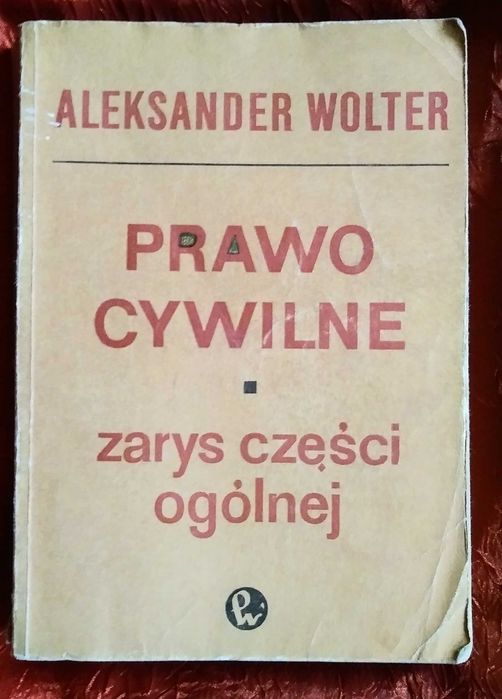 ALEKSANDER WOLTER
PRAWO
CYWILNE
zarys części
ogólnej